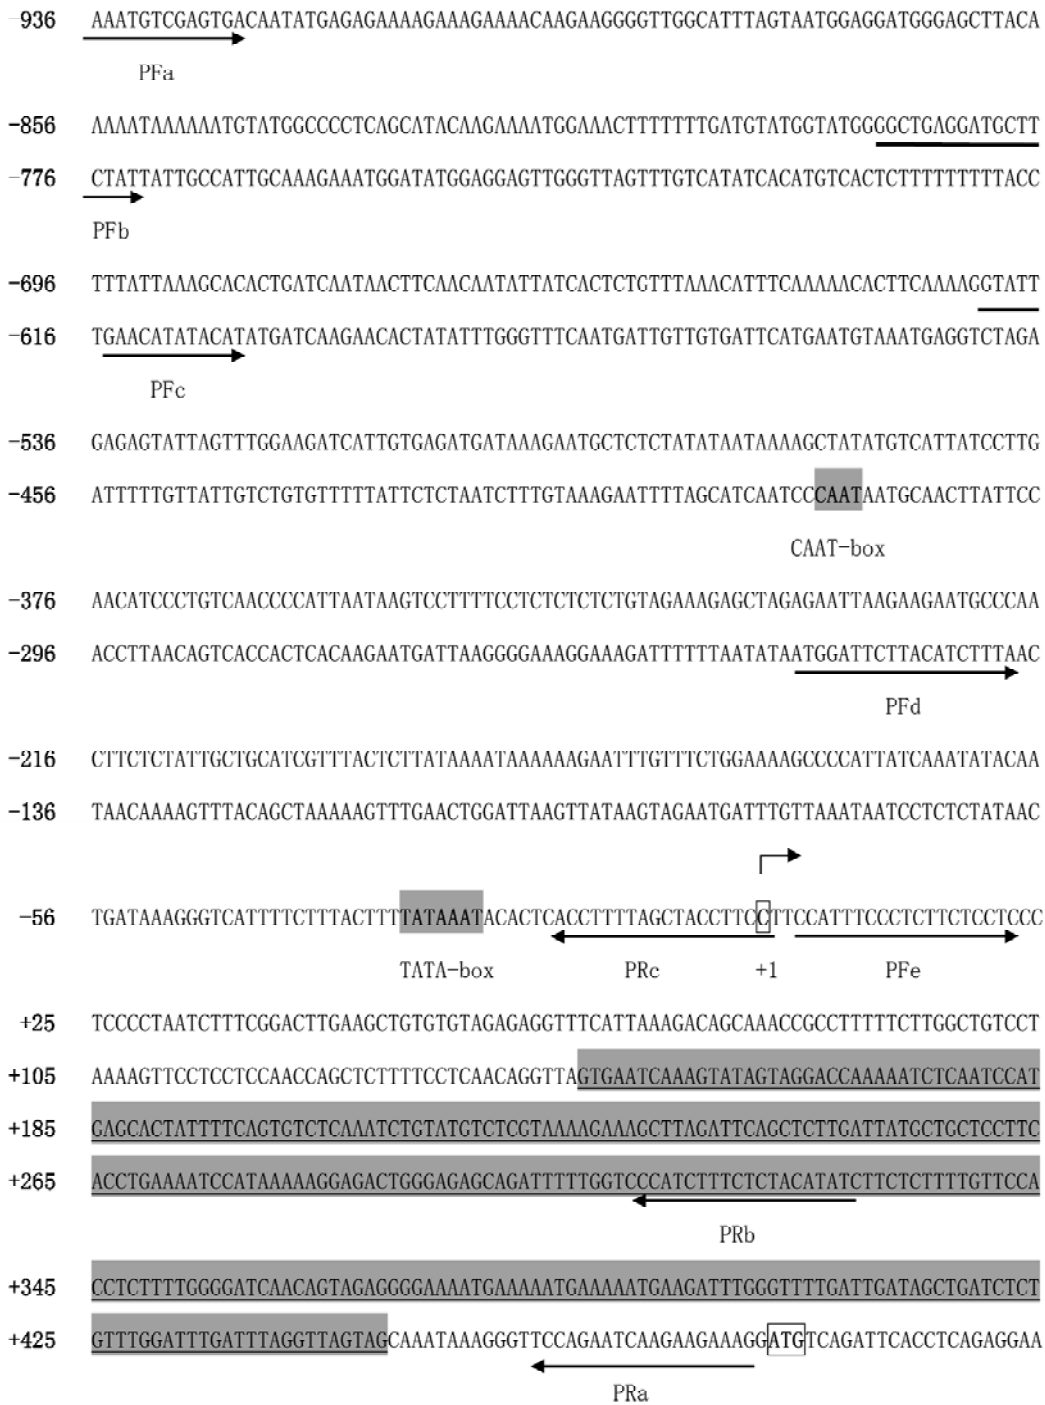 -936 AAATGTCGAGTGACAATATGAGAGAAAAGAAAGAAAACAAGAAGGGGTTGGCATTTAGTAATGGAGGATGGGAGCTTACA
PFa
-856 AAAATAAAAAATGTATGGCCCCTCAGCATACAAGAAAATGGAAACTTTTTTTGATGTATGGTATGGGGCTGAGGATGCTT
-776 CTATTATTGCCATTGCAAAGAAATGGATATGGAGGAGTTGGGTTAGTTTGTCATATCACATGTCACTCTTTTTTTTTACC
PFb
-696 TTTATTAAAGCACACTGATCAATAACTTCAACAATATTATCACTCTGTTTAAACATTTCAAAAACACTTCAAAAGGTATT
-616 TGAACATATACATATGATCAAGAACACTATATTTGGGTTTCAATGATTGTTGTGATTCATGAATGTAAATGAGGTCTAGA
PFc
-536 GAGAGTATTAGTTTGGAAGATCATTGTGAGATGATAAAGAATGCTCTCTATATAATAAAAGCTATATGTCATTATCCTTG
-456 ATTTTTGTTATTGTCTGTGTTTTTATTCTCTAATCTTTGTAAAGAATTTTAGCATCAATCCCAATAATGCAACTTATTCC
CAAT-box
-376 AACATCCCTGTCAACCCCATTAATAAGTCCTTTTCCTCTCTCTCTGTAGAAAGAGCTAGAGAATTAAGAAGAATGCCCAA
-296 ACCTTAACAGTCACCACTCACAAGAATGATTAAGGGGAAAGGAAAGATTTTTTAATATAATGGATTCTTACATCTTTAAC
PFd
-216 CTTCTCTATTGCTGCATCGTTTACTCTTATAAAATAAAAAAGAATTTGTTTCTGGAAAAGCCCCATTATCAAATATACAA
-136 TAACAAAAGTTTACAGCTAAAAAGTTTGAACTGGATTAAGTTATAAGTAGAATGATTTGTTAAATAATCCTCTCTATAAC
-56 TGATAAAGGGTCATTTTCTTTACTTTTATAAATACACTCACCTTTTAGCTACCTTCCTTCCATTTCCCTCTTCTCCTCCC
TATA-box PRc +1 PFe
+25 TCCCCTAATCTTTCGGACTTGAAGCTGTGTGTAGAGAGGTTTCATTAAAGACAGCAAACCGCCTTTTTCTTGGCTGTCCT
+105 AAAAGTTCCTCCTCCAACCAGCTCTTTTCCTCAACAGGTTAGTGAATCAAAGTATAGTAGGACCAAAAATCTCAATCCAT
+185 GAGCACTATTTTCAGTGTCTCAAATCTGTATGTCTCGTAAAAGAAAGCTTAGATTCAGCTCTTGATTATGCTGCTCCTTC
+265 ACCTGAAAATCCATAAAAAGGAGACTGGGAGAGCAGATTTTTGGTCCCATCTTTCTCTACATATCTTCTCTTTTGTTCCA
PRb
+345 CCTCTTTTGGGGATCAACAGTAGAGGGGAAAATGAAAAATGAAAAATGAAGATTTGGGTTTTGATTGATAGCTGATCTCT
+425 GTTTGGATTTGATTTAGGTTAGTAGCAAATAAAGGGTTCCAGAATCAAGAAGAAAGGATGTCAGATTCACCTCAGAGGAA
PRa